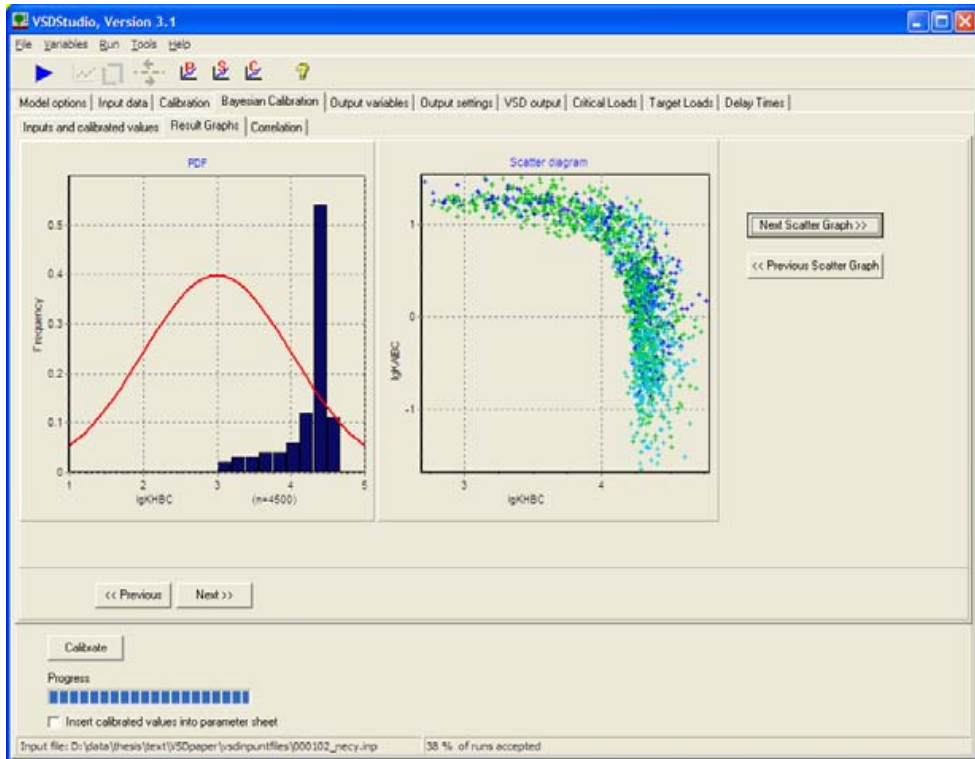 VSDStudio, Version 3.1
File Variables Run Tools Help
B S C ?
Model options Input data Calibration Bayesian Calibration Output variables Output settings VSD output Critical Loads Target Loads Delay Times
Inputs and calibrated values Result Graphs Correlation
PDF
0.5
0.4
0.3
0.2
0.1
0
Frequency
1 2 3 4 5
lgKHBC (n=4500)
Scatter diagram
1
0
-1
lgKAlBC
3 4
lgKHBC
Next Scatter Graph >>
<< Previous Scatter Graph
<< Previous Next >>
Calibrate
Progress
Insert calibrated values into parameter sheet
Input file: D:\data\thesis\text\VSDpaper\vsdinpuntfiles\000102_necy.inp 38 % of runs accepted